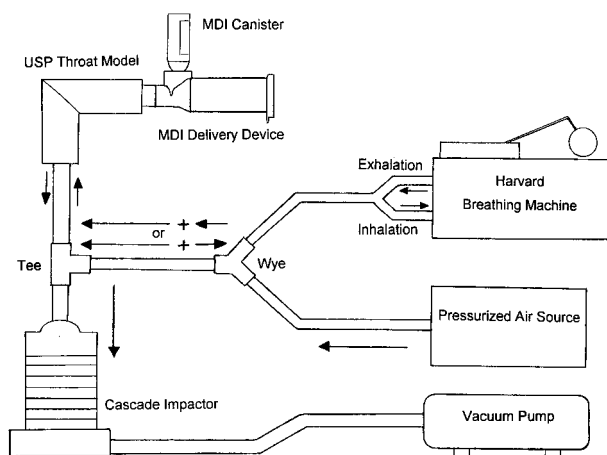 MDI Canister
USP Throat Model
MDI Delivery Device
Exhalation
Harvard
Breathing Machine
Inhalation
+
or
+
Tee
Wye
Pressurized Air Source
Cascade Impactor
Vacuum Pump